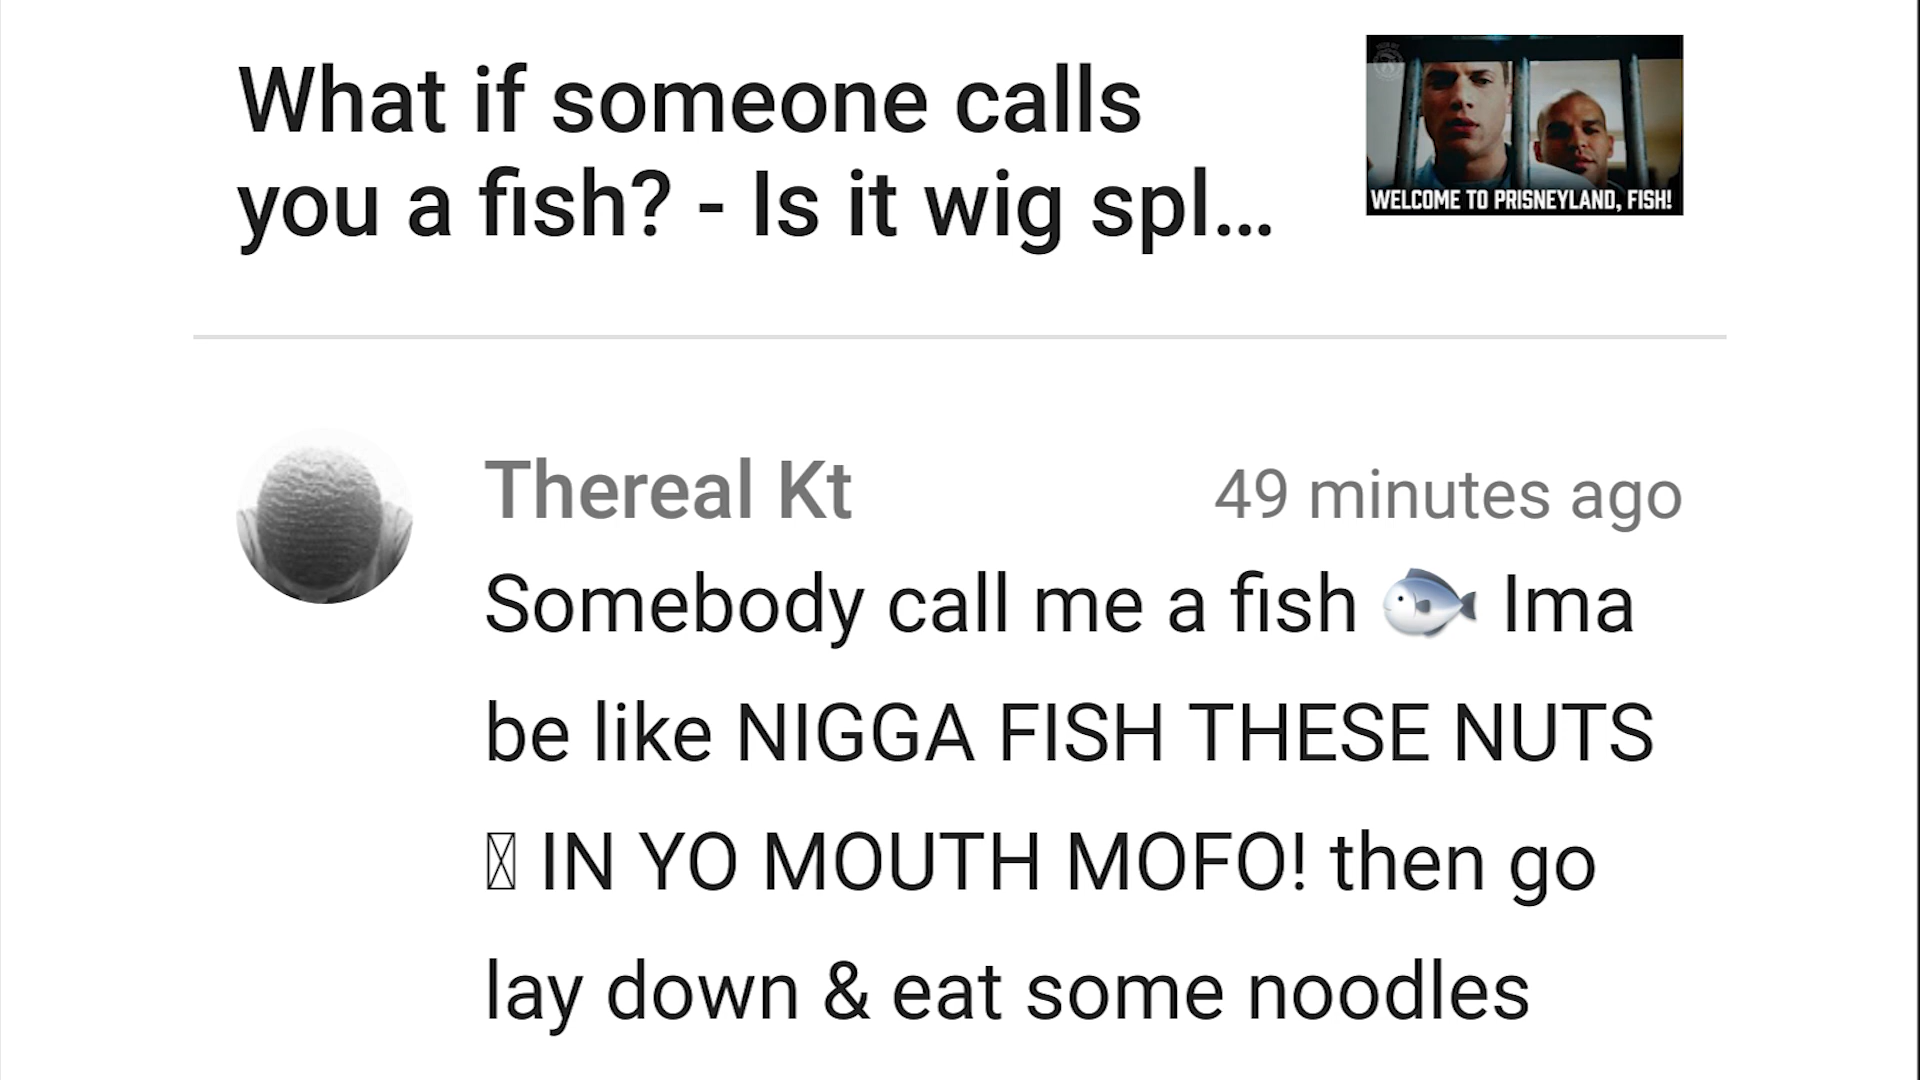 What if someone calls
you a fish? - Is it wig spl...
WELCOME TO PRISNEYLAND, FISH!
Thereal Kt
49 minutes ago
Somebody call me a fish 🐟 Ima
be like NIGGA FISH THESE NUTS
IN YO MOUTH MOFO! then go
lay down & eat some noodles